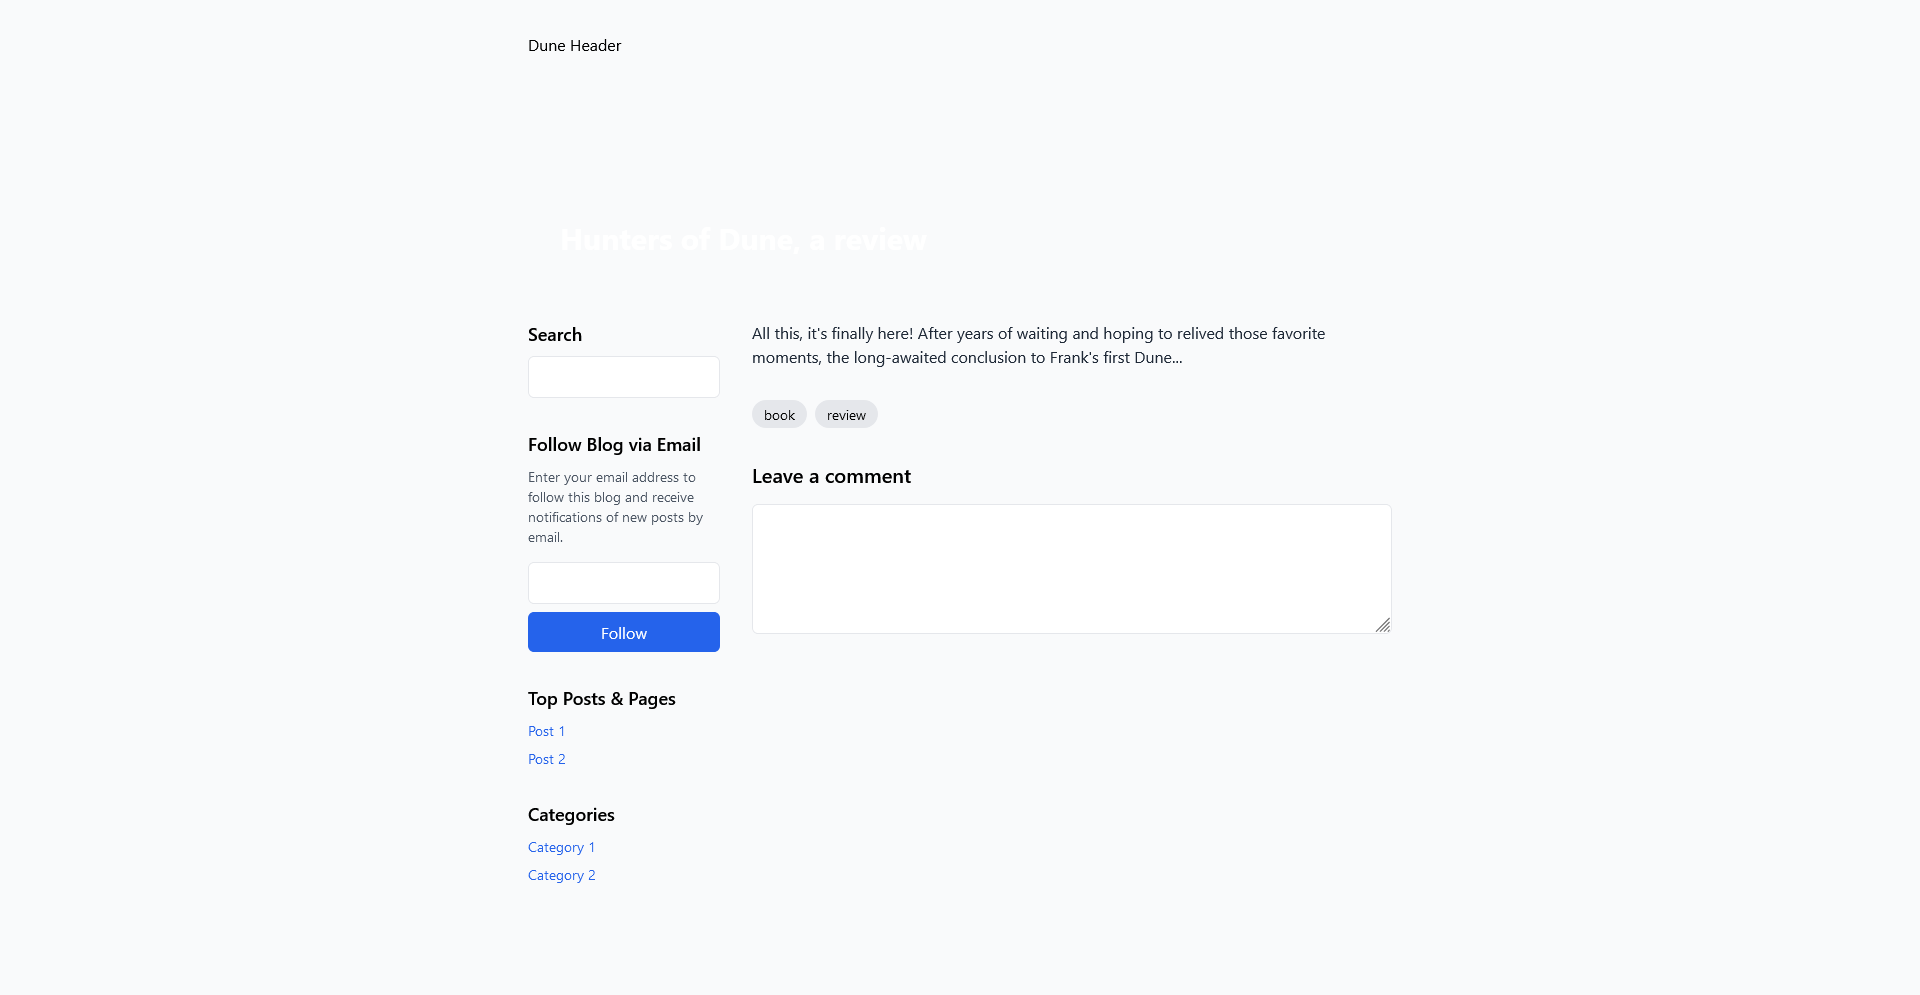 Dune Header
Hunters of Dune, a review
Search
Follow Blog via Email
Enter your email address to
follow this blog and receive
notifications of new posts by
email.
Follow
Top Posts & Pages
Post 1
Post 2
Categories
Category 1
Category 2
All this, it's finally here! After years of waiting and hoping to relived those favorite
moments, the long-awaited conclusion to Frank's first Dune...
book review
Leave a comment